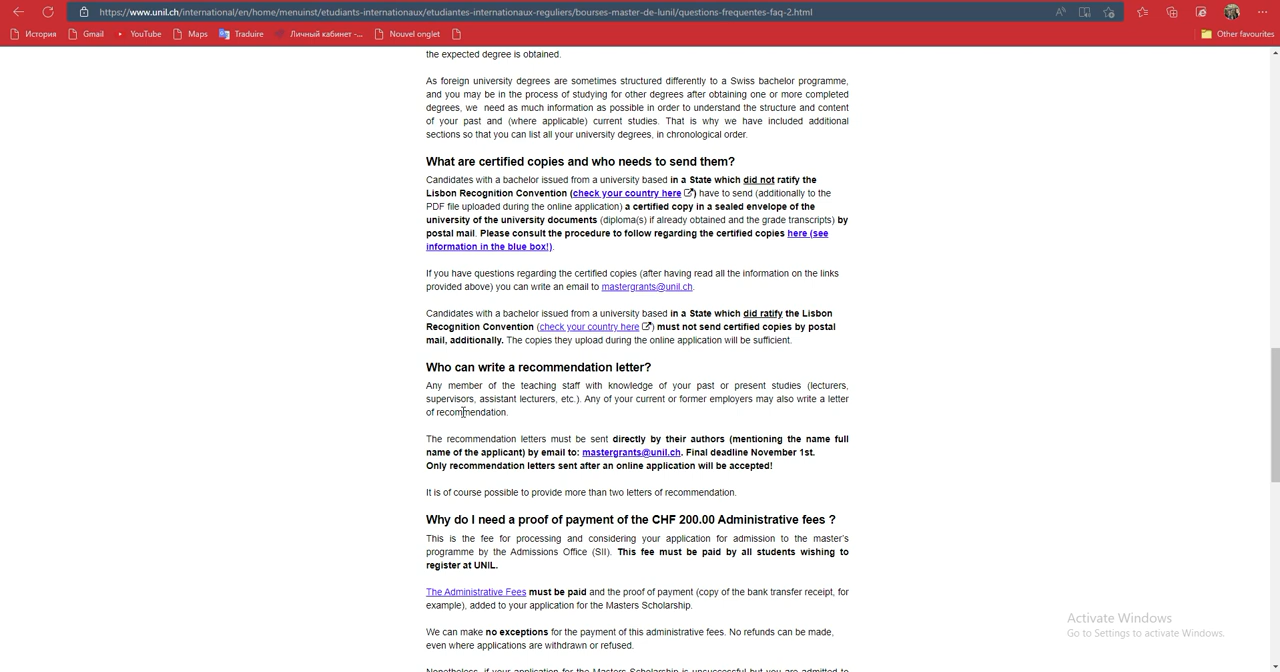 https://www.unil.ch/international/en/home/menuinst/etudiants-internationaux/etudiantes-internationaux-reguliers/bourses-master-de-lunil/questions-frequentes-faq-2.html
История Gmail YouTube Maps Traduire Личный кабинет -... Nouvel onglet Other favourites
the expected degree is obtained.
As foreign university degrees are sometimes structured differently to a Swiss bachelor programme,
and you may be in the process of studying for other degrees after obtaining one or more completed
degrees, we need as much information as possible in order to understand the structure and content
of your past and (where applicable) current studies. That is why we have included additional
sections so that you can list all your university degrees, in chronological order.
What are certified copies and who needs to send them?
Candidates with a bachelor issued from a university based in a State which did not ratify the
Lisbon Recognition Convention (check your country here) have to send (additionally to the
PDF file uploaded during the online application) a certified copy in a sealed envelope of the
university of the university documents (diploma(s) if already obtained and the grade transcripts) by
postal mail. Please consult the procedure to follow regarding the certified copies here (see
information in the blue box!).
If you have questions regarding the certified copies (after having read all the information on the links
provided above) you can write an email to mastergrants@unil.ch.
Candidates with a bachelor issued from a university based in a State which did ratify the Lisbon
Recognition Convention (check your country here) must not send certified copies by postal
mail, additionally. The copies they upload during the online application will be sufficient.
Who can write a recommendation letter?
Any member of the teaching staff with knowledge of your past or present studies (lecturers,
supervisors, assistant lecturers, etc.). Any of your current or former employers may also write a letter
of recommendation.
The recommendation letters must be sent directly by their authors (mentioning the name full
name of the applicant) by email to: mastergrants@unil.ch. Final deadline November 1st.
Only recommendation letters sent after an online application will be accepted!
It is of course possible to provide more than two letters of recommendation.
Why do I need a proof of payment of the CHF 200.00 Administrative fees ?
This is the fee for processing and considering your application for admission to the master's
programme by the Admissions Office (SII). This fee must be paid by all students wishing to
register at UNIL.
The Administrative Fees must be paid and the proof of payment (copy of the bank transfer receipt, for
example), added to your application for the Masters Scholarship.
We can make no exceptions for the payment of this administrative fees. No refunds can be made,
even where applications are withdrawn or refused.
Nonetheless, if your application for the Masters Scholarship is unsuccessful but you are admitted to
Activate Windows
Go to Settings to activate Windows.